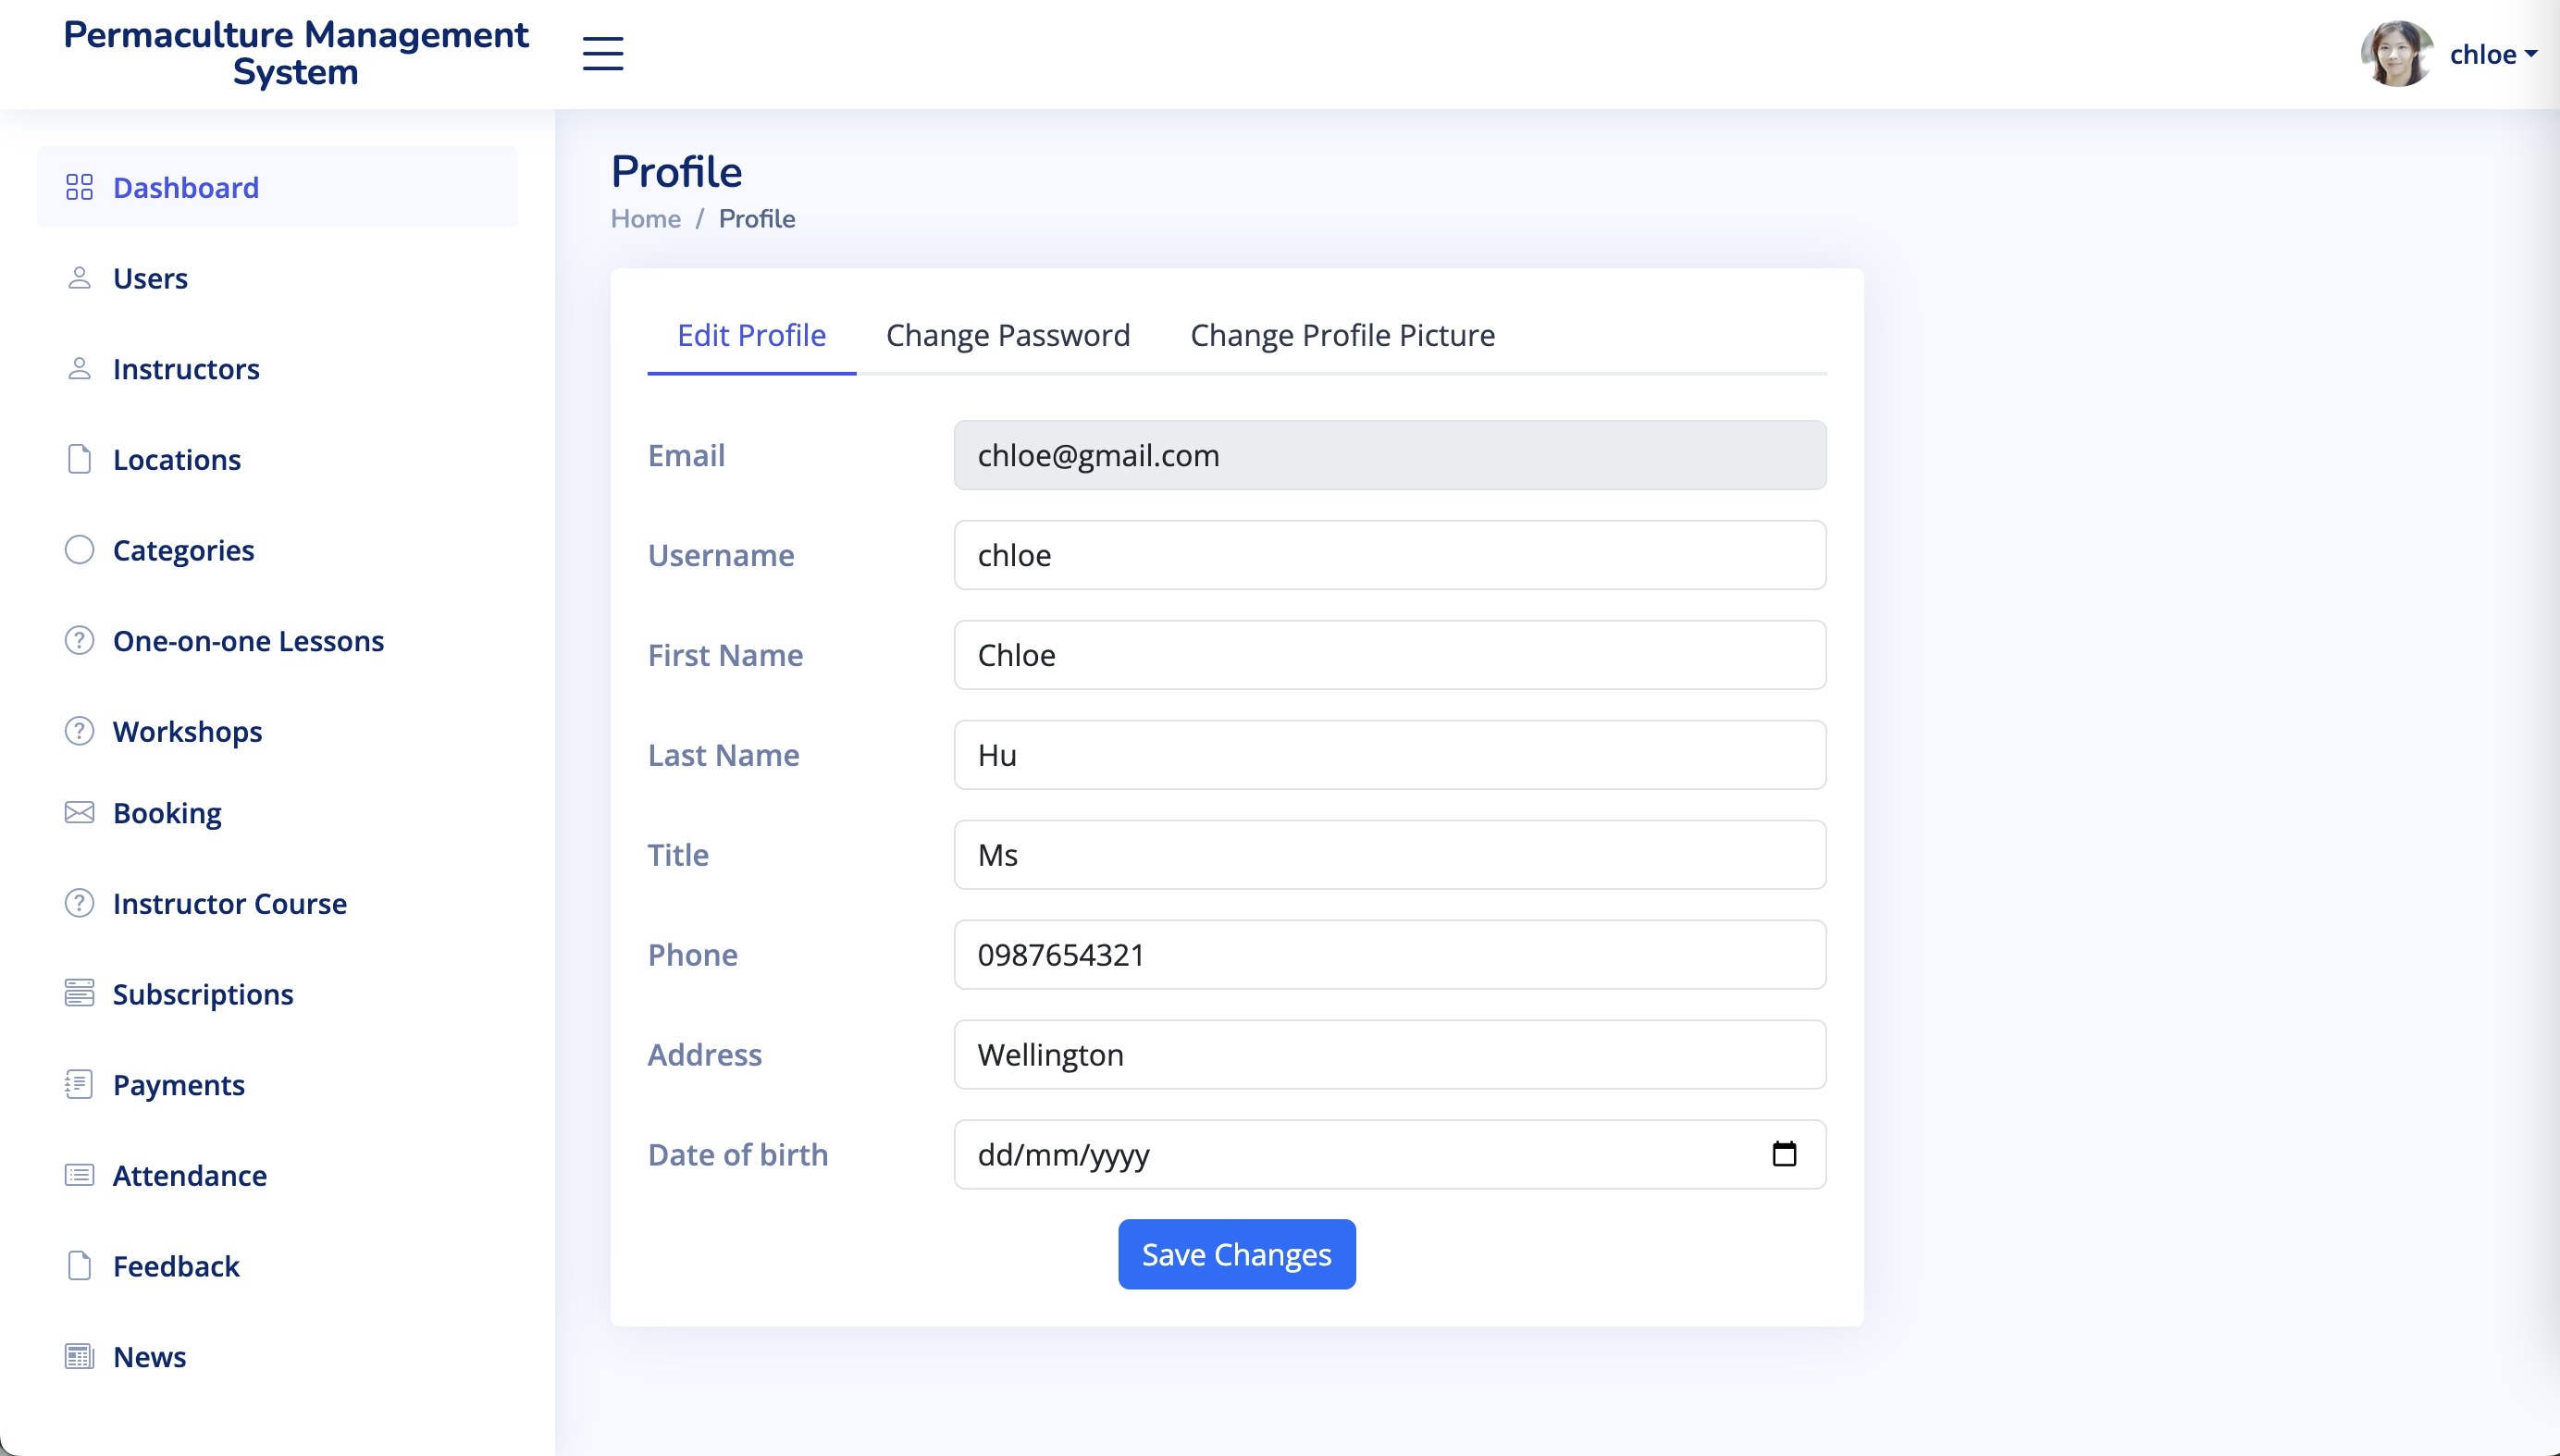 Permaculture Management
System
chloe
Dashboard
Users
Instructors
Locations
Categories
One-on-one Lessons
Workshops
Booking
Instructor Course
Subscriptions
Payments
Attendance
Feedback
News
Profile
Home / Profile
Edit Profile Change Password Change Profile Picture
Email chloe@gmail.com
Username chloe
First Name Chloe
Last Name Hu
Title Ms
Phone 0987654321
Address Wellington
Date of birth dd/mm/yyyy
Save Changes